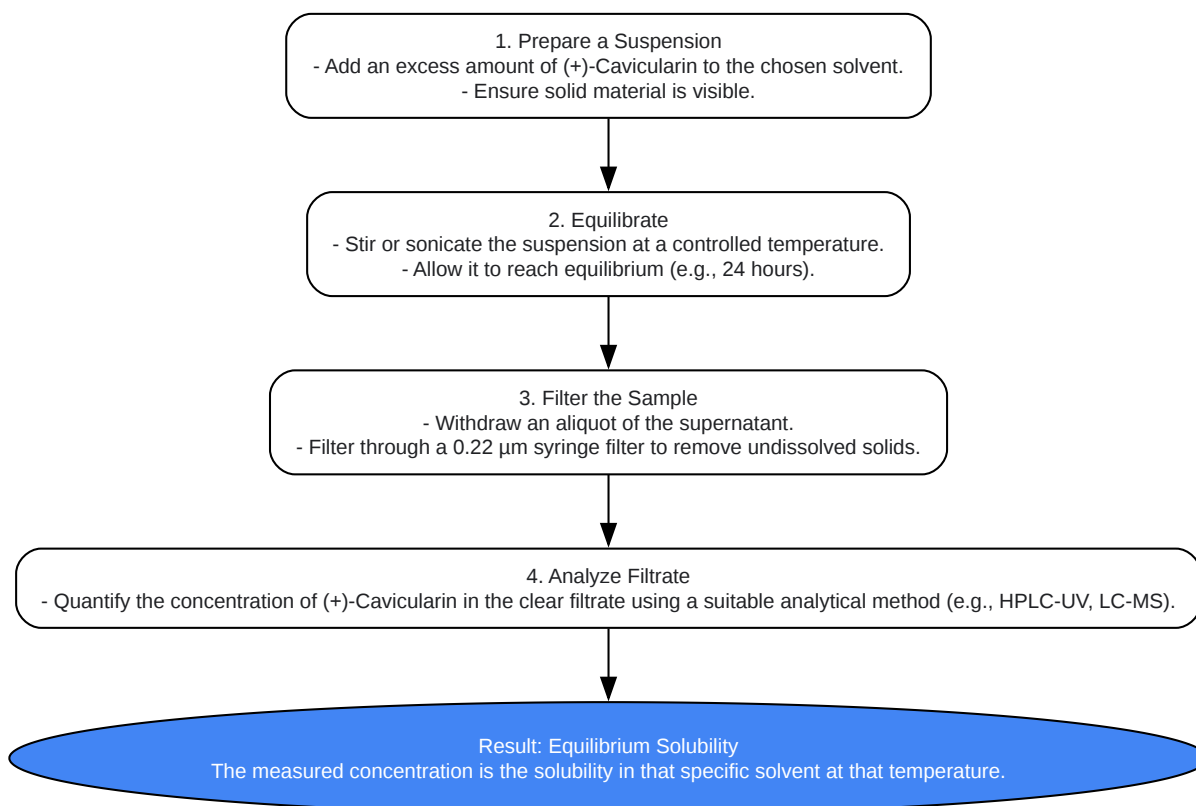 1. Prepare a Suspension
- Add an excess amount of (+)-Cavicularin to the chosen solvent.
- Ensure solid material is visible.
2. Equilibrate
- Stir or sonicate the suspension at a controlled temperature.
- Allow it to reach equilibrium (e.g., 24 hours).
3. Filter the Sample
- Withdraw an aliquot of the supernatant.
- Filter through a 0.22 µm syringe filter to remove undissolved solids.
4. Analyze Filtrate
- Quantify the concentration of (+)-Cavicularin in the clear filtrate using a suitable analytical method (e.g., HPLC-UV, LC-MS).
Result: Equilibrium Solubility
The measured concentration is the solubility in that specific solvent at that temperature.